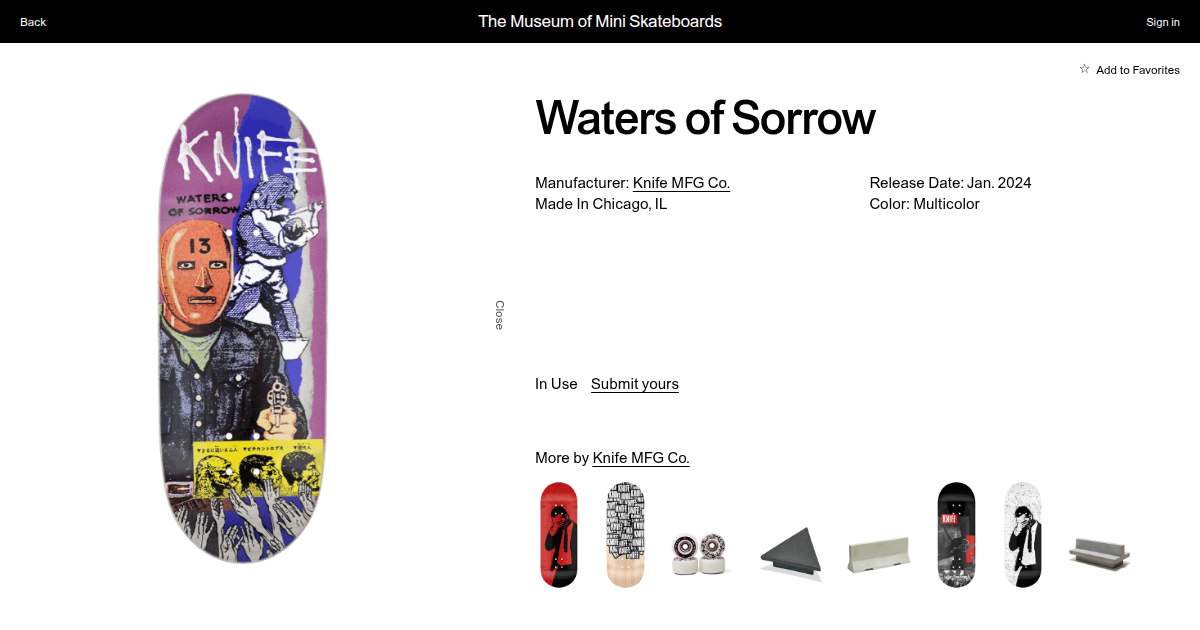 Back
The Museum of Mini Skateboards
Sign in
☆ Add to Favorites
KNIFE
WATERS
OF SORROW
13
Waters of Sorrow
Manufacturer: Knife MFG Co.
Made In Chicago, IL
Release Date: Jan. 2024
Color: Multicolor
Close
In Use Submit yours
More by Knife MFG Co.
KNIFE